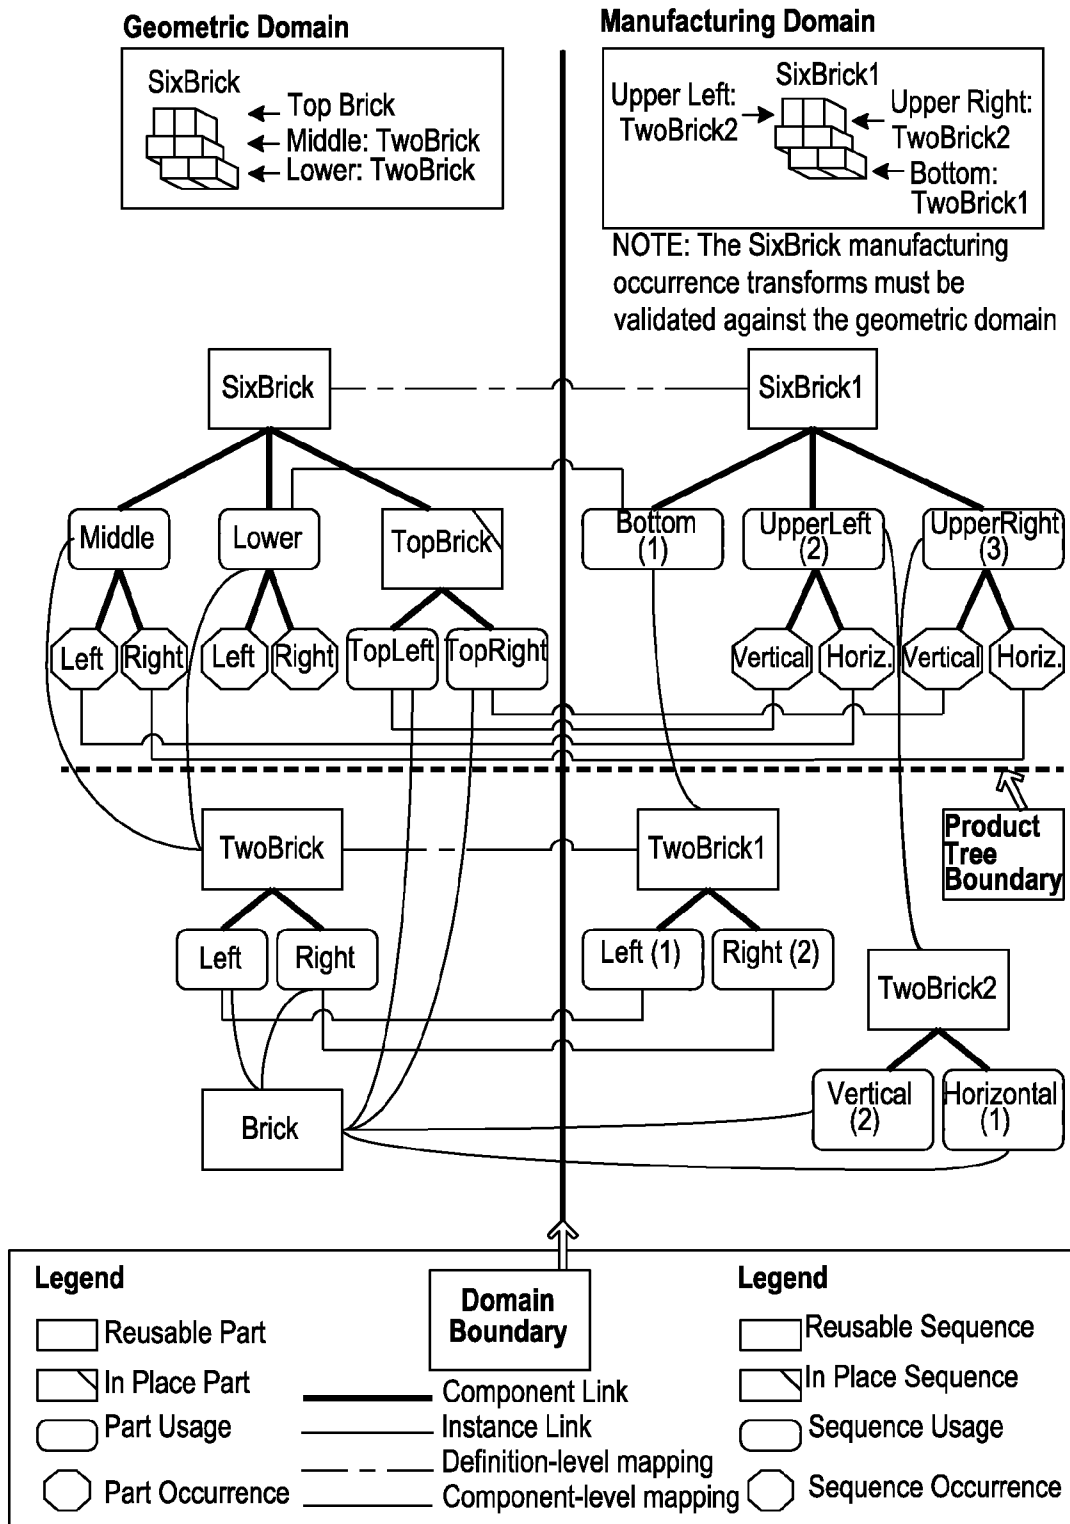 Geometric Domain
SixBrick
Top Brick
Middle: TwoBrick
Lower: TwoBrick
Manufacturing Domain
SixBrick1
Upper Left:
TwoBrick2
Upper Right:
TwoBrick2
Bottom:
TwoBrick1
NOTE: The SixBrick manufacturing
occurrence transforms must be
validated against the geometric domain
SixBrick
SixBrick1
Middle
Lower
TopBrick
Bottom
(1)
UpperLeft
(2)
UpperRight
(3)
Left
Right
Left
Right
TopLeft
TopRight
Vertical
Horiz.
Vertical
Horiz.
TwoBrick
TwoBrick1
Product
Tree
Boundary
Left
Right
Left (1)
Right (2)
TwoBrick2
Brick
Vertical
(2)
Horizontal
(1)
Legend
Reusable Part
In Place Part
Part Usage
Part Occurrence
Domain
Boundary
Component Link
Instance Link
Definition-level mapping
Component-level mapping
Legend
Reusable Sequence
In Place Sequence
Sequence Usage
Sequence Occurrence